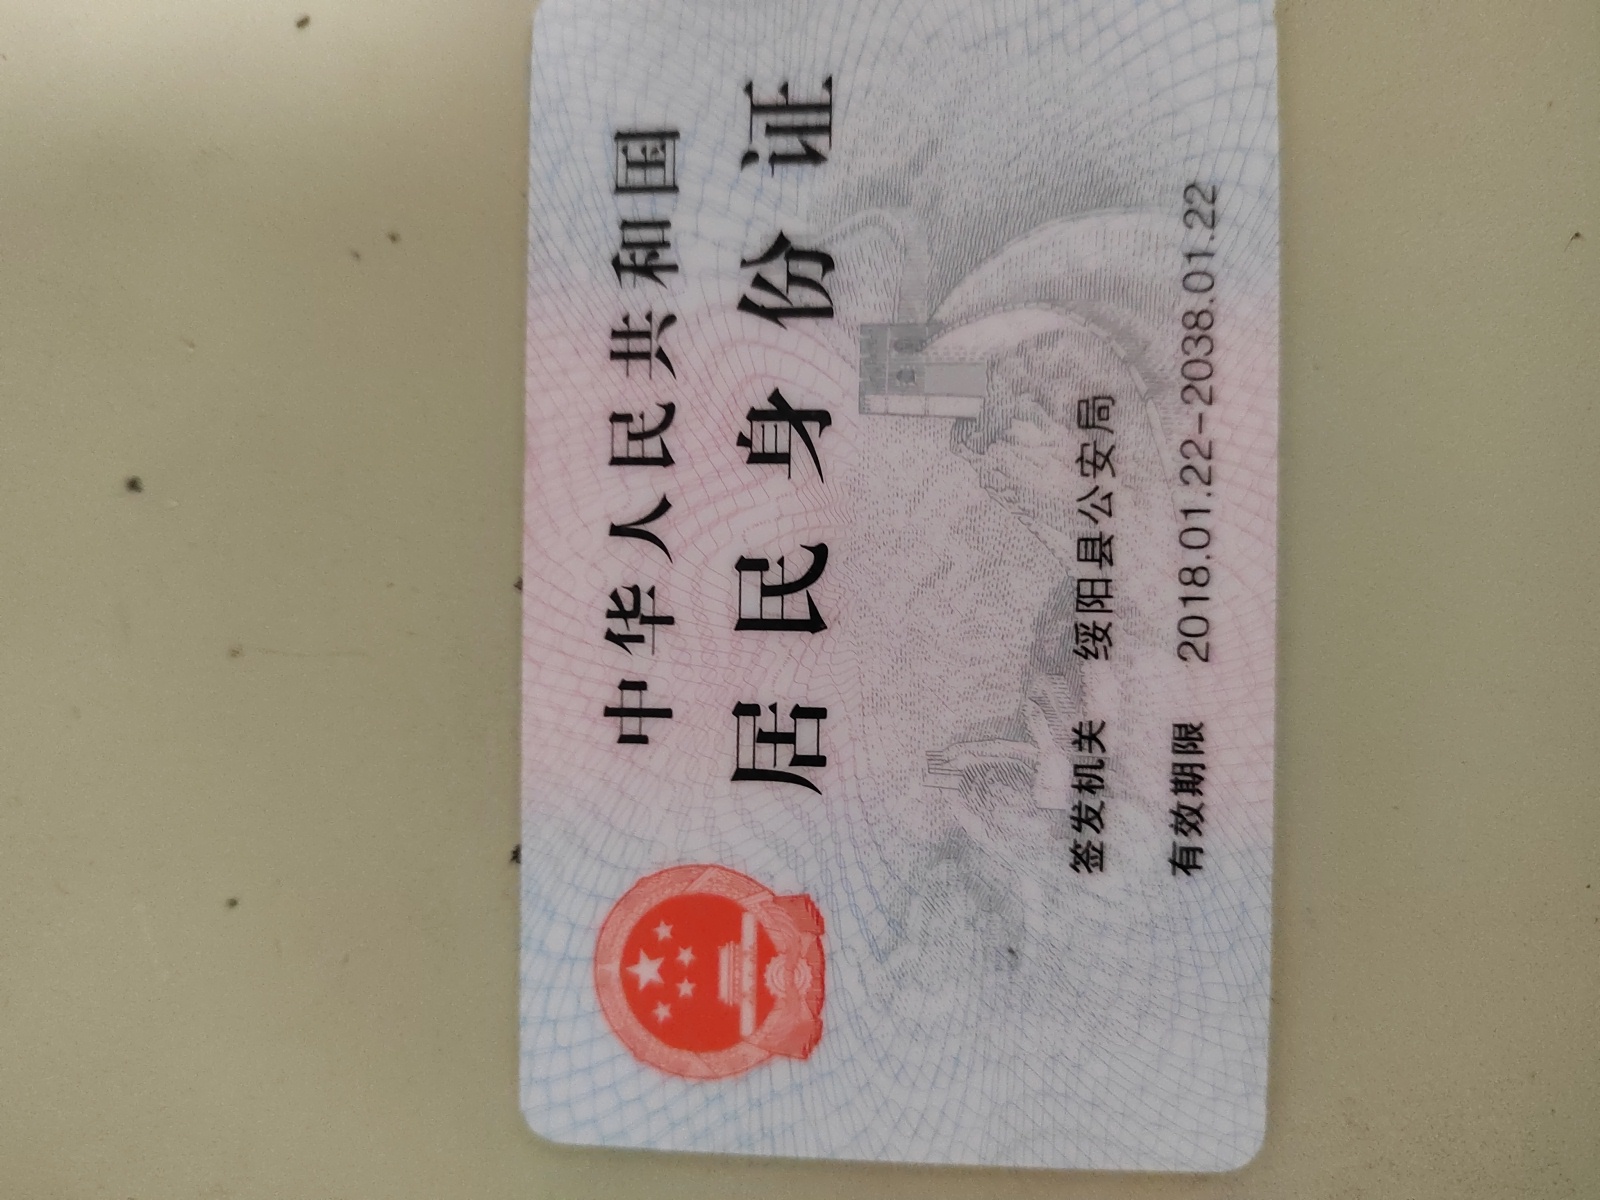 中华人民共和国
居民身份证
签发机关 绥阳县公安局
有效期限 2018.01.22-2038.01.22